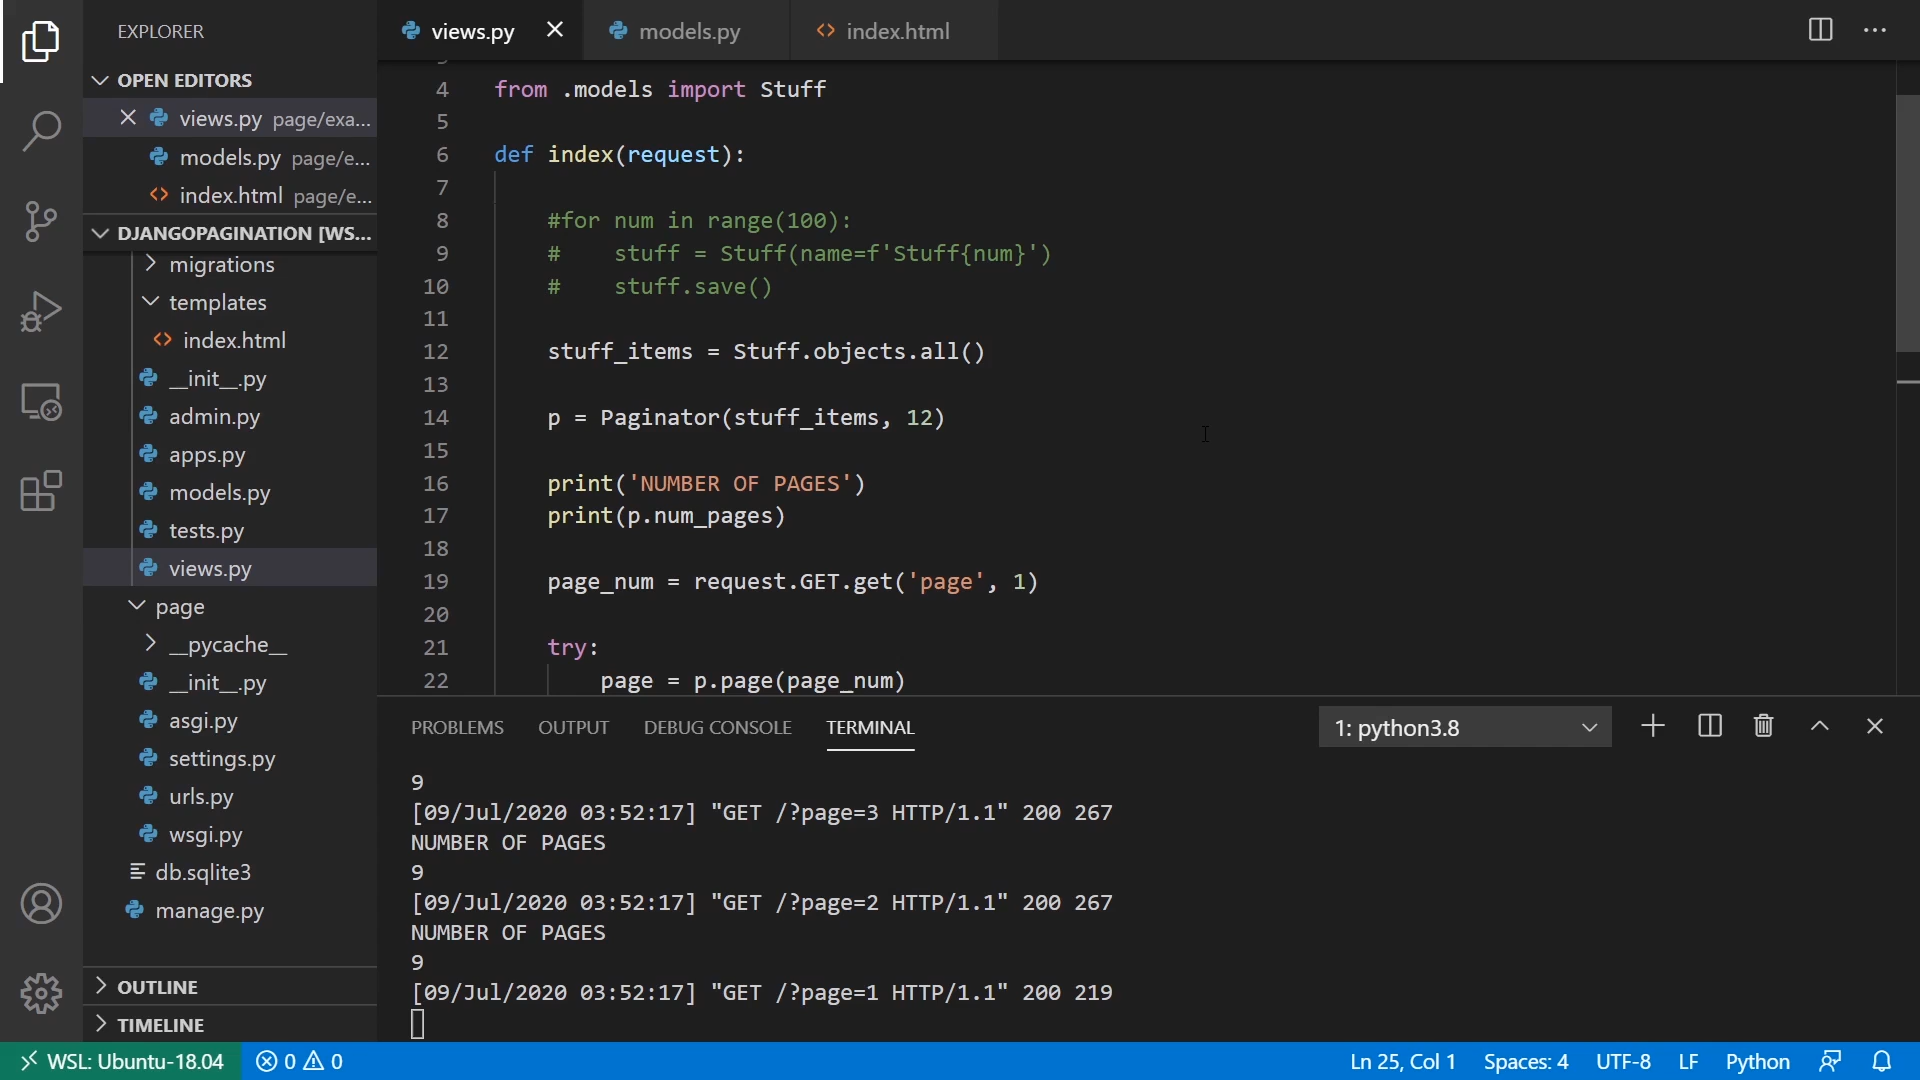 EXPLORER
OPEN EDITORS
views.py page/exa...
models.py page/e...
index.html page/e...
DJANGOPAGINATION [WS...
migrations
templates
index.html
__init__.py
admin.py
apps.py
models.py
tests.py
views.py
page
__pycache__
__init__.py
asgi.py
settings.py
urls.py
wsgi.py
db.sqlite3
manage.py
OUTLINE
TIMELINE
views.py
models.py
index.html
4 from .models import Stuff
5
6 def index(request):
7
8 #for num in range(100):
9 #    stuff = Stuff(name=f'Stuff{num}')
10 #    stuff.save()
11
12 stuff_items = Stuff.objects.all()
13
14 p = Paginator(stuff_items, 12)
15
16 print('NUMBER OF PAGES')
17 print(p.num_pages)
18
19 page_num = request.GET.get('page', 1)
20
21 try:
22 page = p.page(page_num)
PROBLEMS OUTPUT DEBUG CONSOLE TERMINAL 1: python3.8
9
[09/Jul/2020 03:52:17] "GET /?page=3 HTTP/1.1" 200 267
NUMBER OF PAGES
9
[09/Jul/2020 03:52:17] "GET /?page=2 HTTP/1.1" 200 267
NUMBER OF PAGES
9
[09/Jul/2020 03:52:17] "GET /?page=1 HTTP/1.1" 200 219
WSL: Ubuntu-18.04 0 0 Ln 25, Col 1 Spaces: 4 UTF-8 LF Python